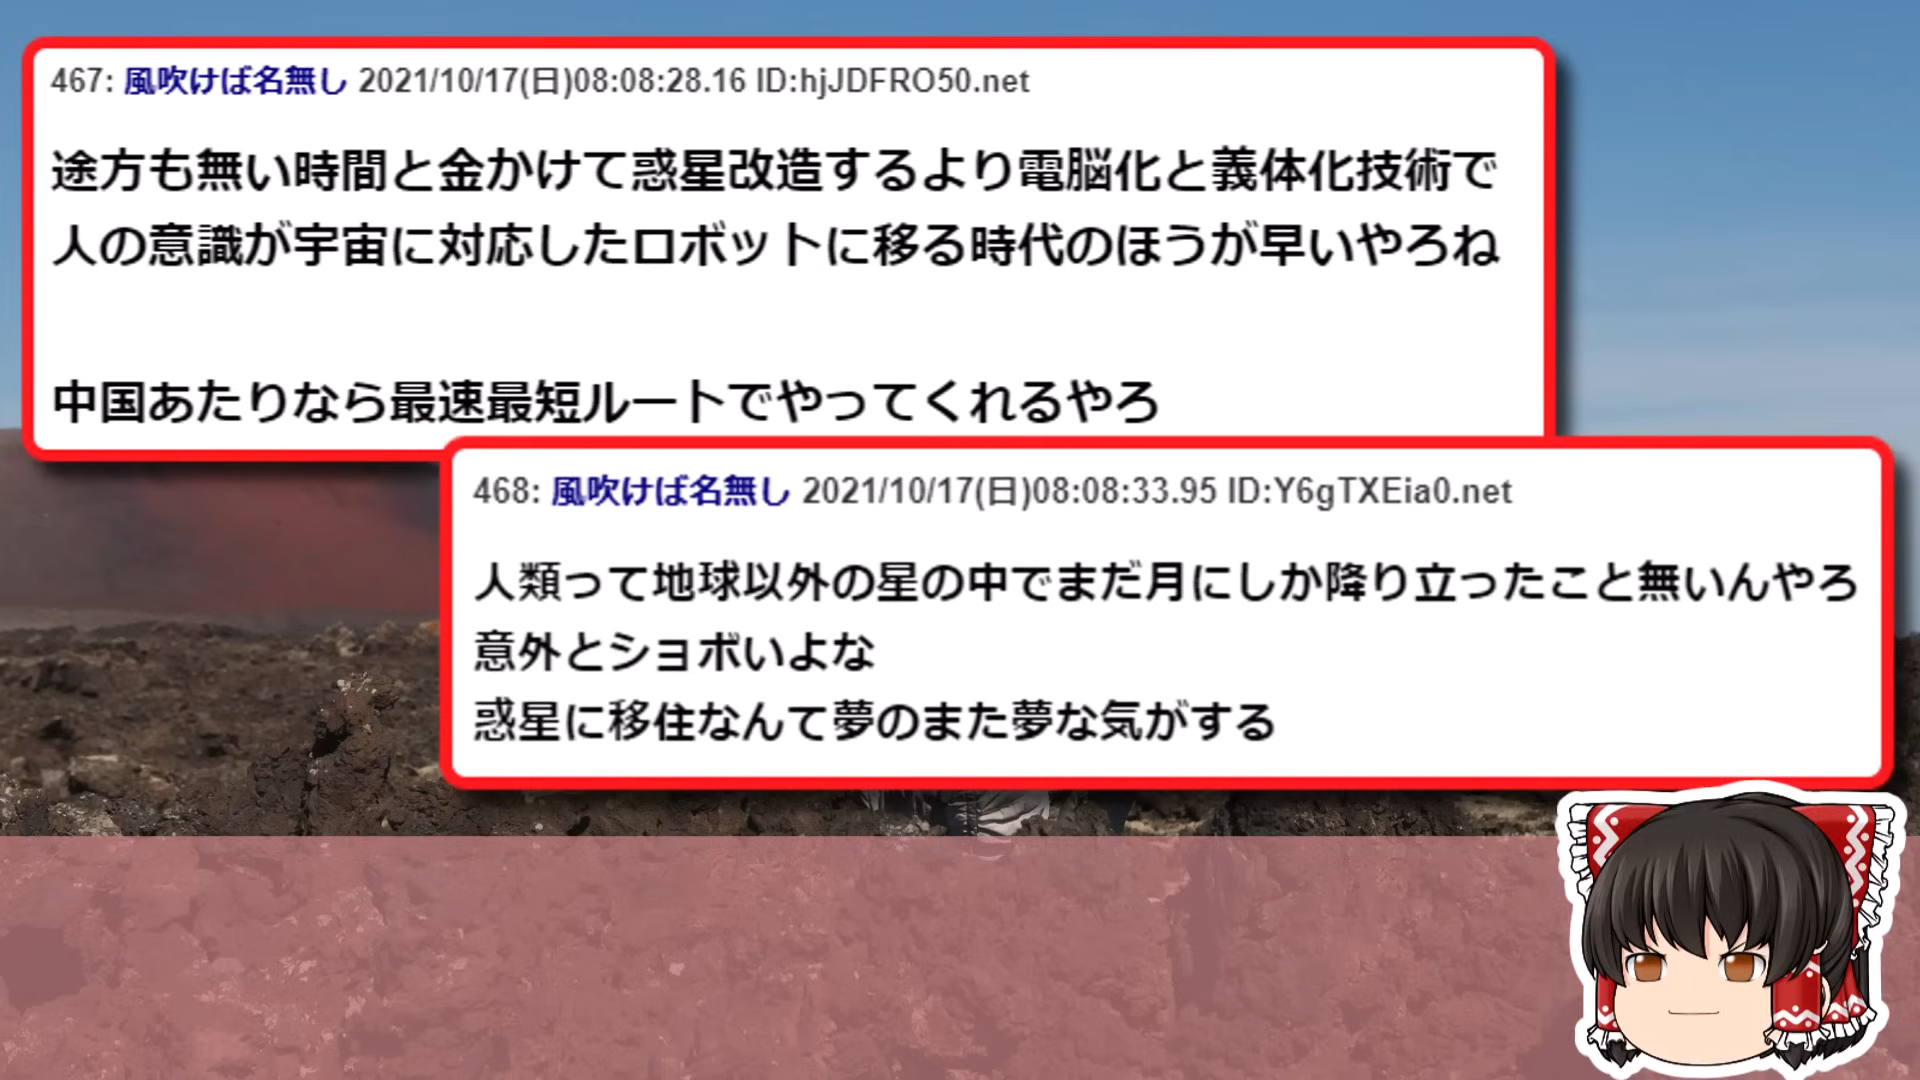 467: 風吹けば名無し 2021/10/17(日)08:08:28.16 ID:hjJDFRO50.net
途方も無い時間と金かけて惑星改造するより電脳化と義体化技術で
人の意識が宇宙に対応したロボットに移る時代のほうが早いやろね
中国あたりなら最速最短ルートでやってくれるやろ
468: 風吹けば名無し 2021/10/17(日)08:08:33.95 ID:Y6gTXEia0.net
人類って地球以外の星の中でまだ月にしか降り立ったこと無いんやろ
意外とショボいよな
惑星に移住なんて夢のまた夢な気がする